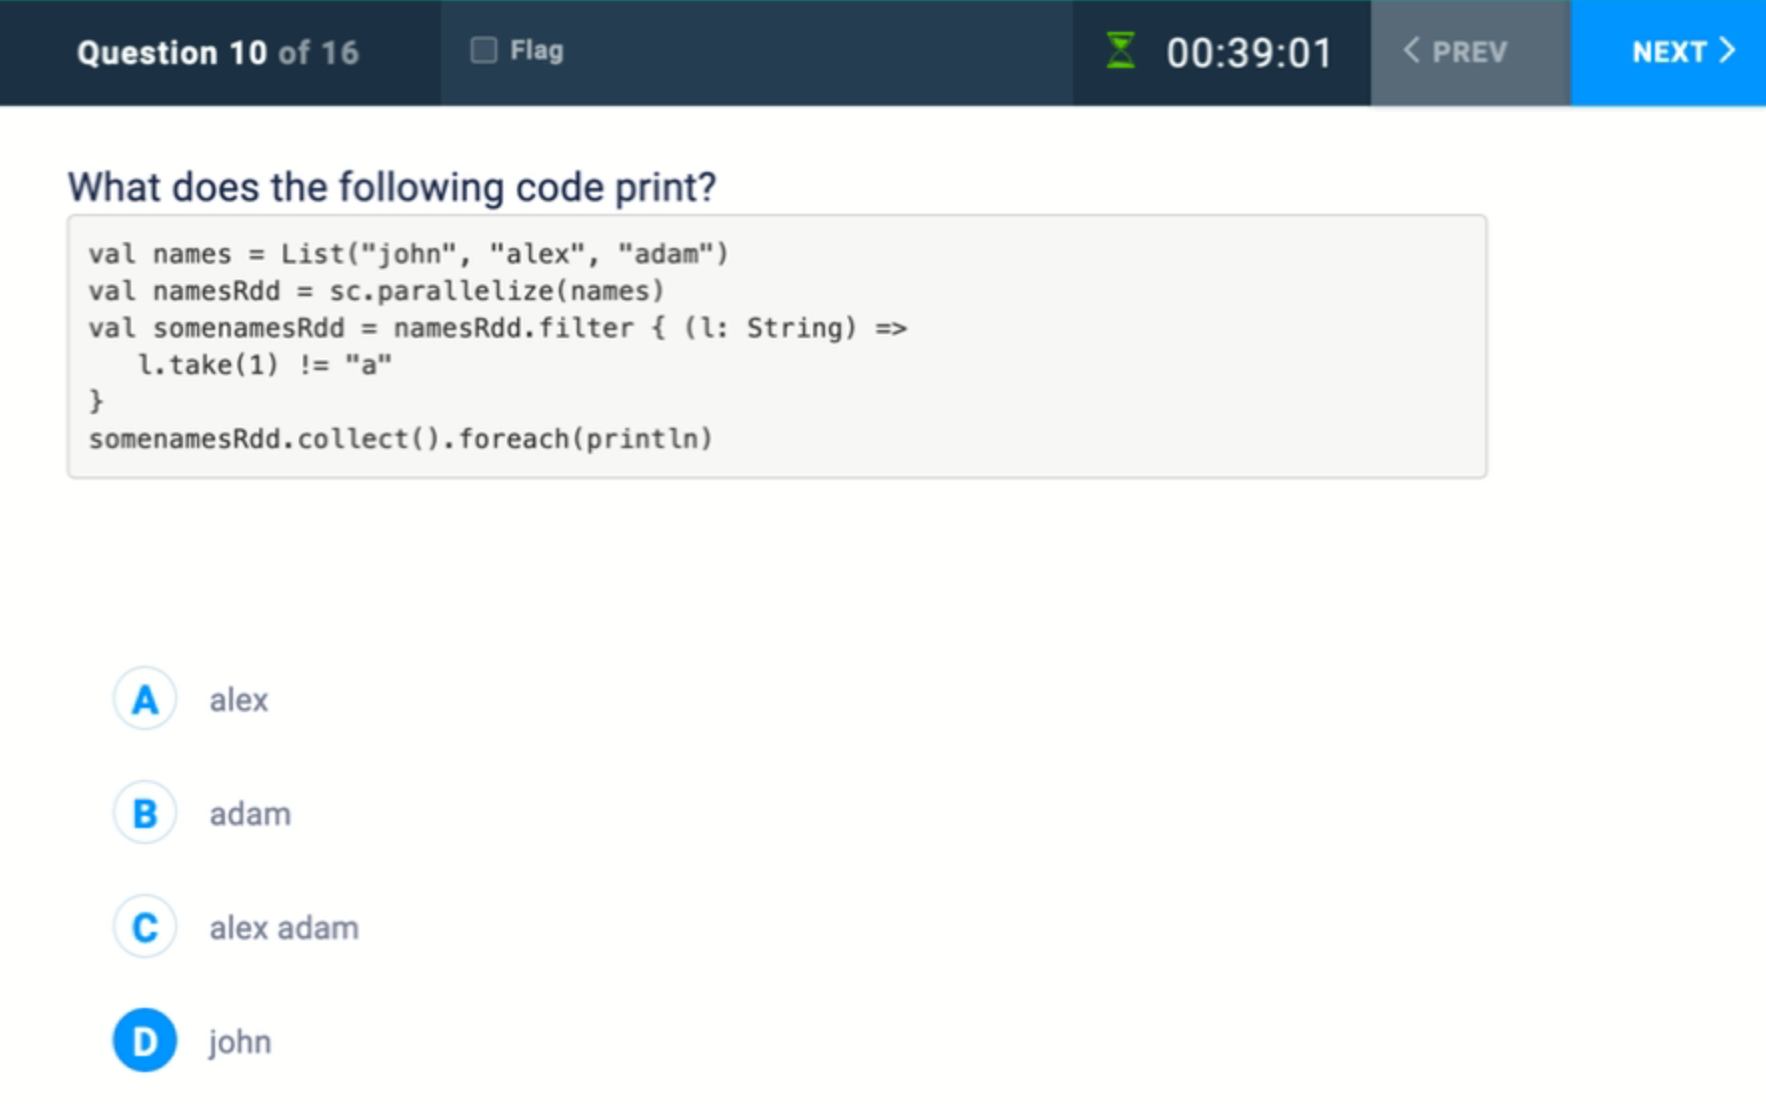 Question 10 of 16
Flag
00:39:01
PREV
NEXT
What does the following code print?
val names = List("john", "alex", "adam")
val namesRdd = sc.parallelize(names)
val somenamesRdd = namesRdd.filter { (l: String) =>
   l.take(1) != "a"
}
somenamesRdd.collect().foreach(println)
A alex
B adam
C alex adam
D john